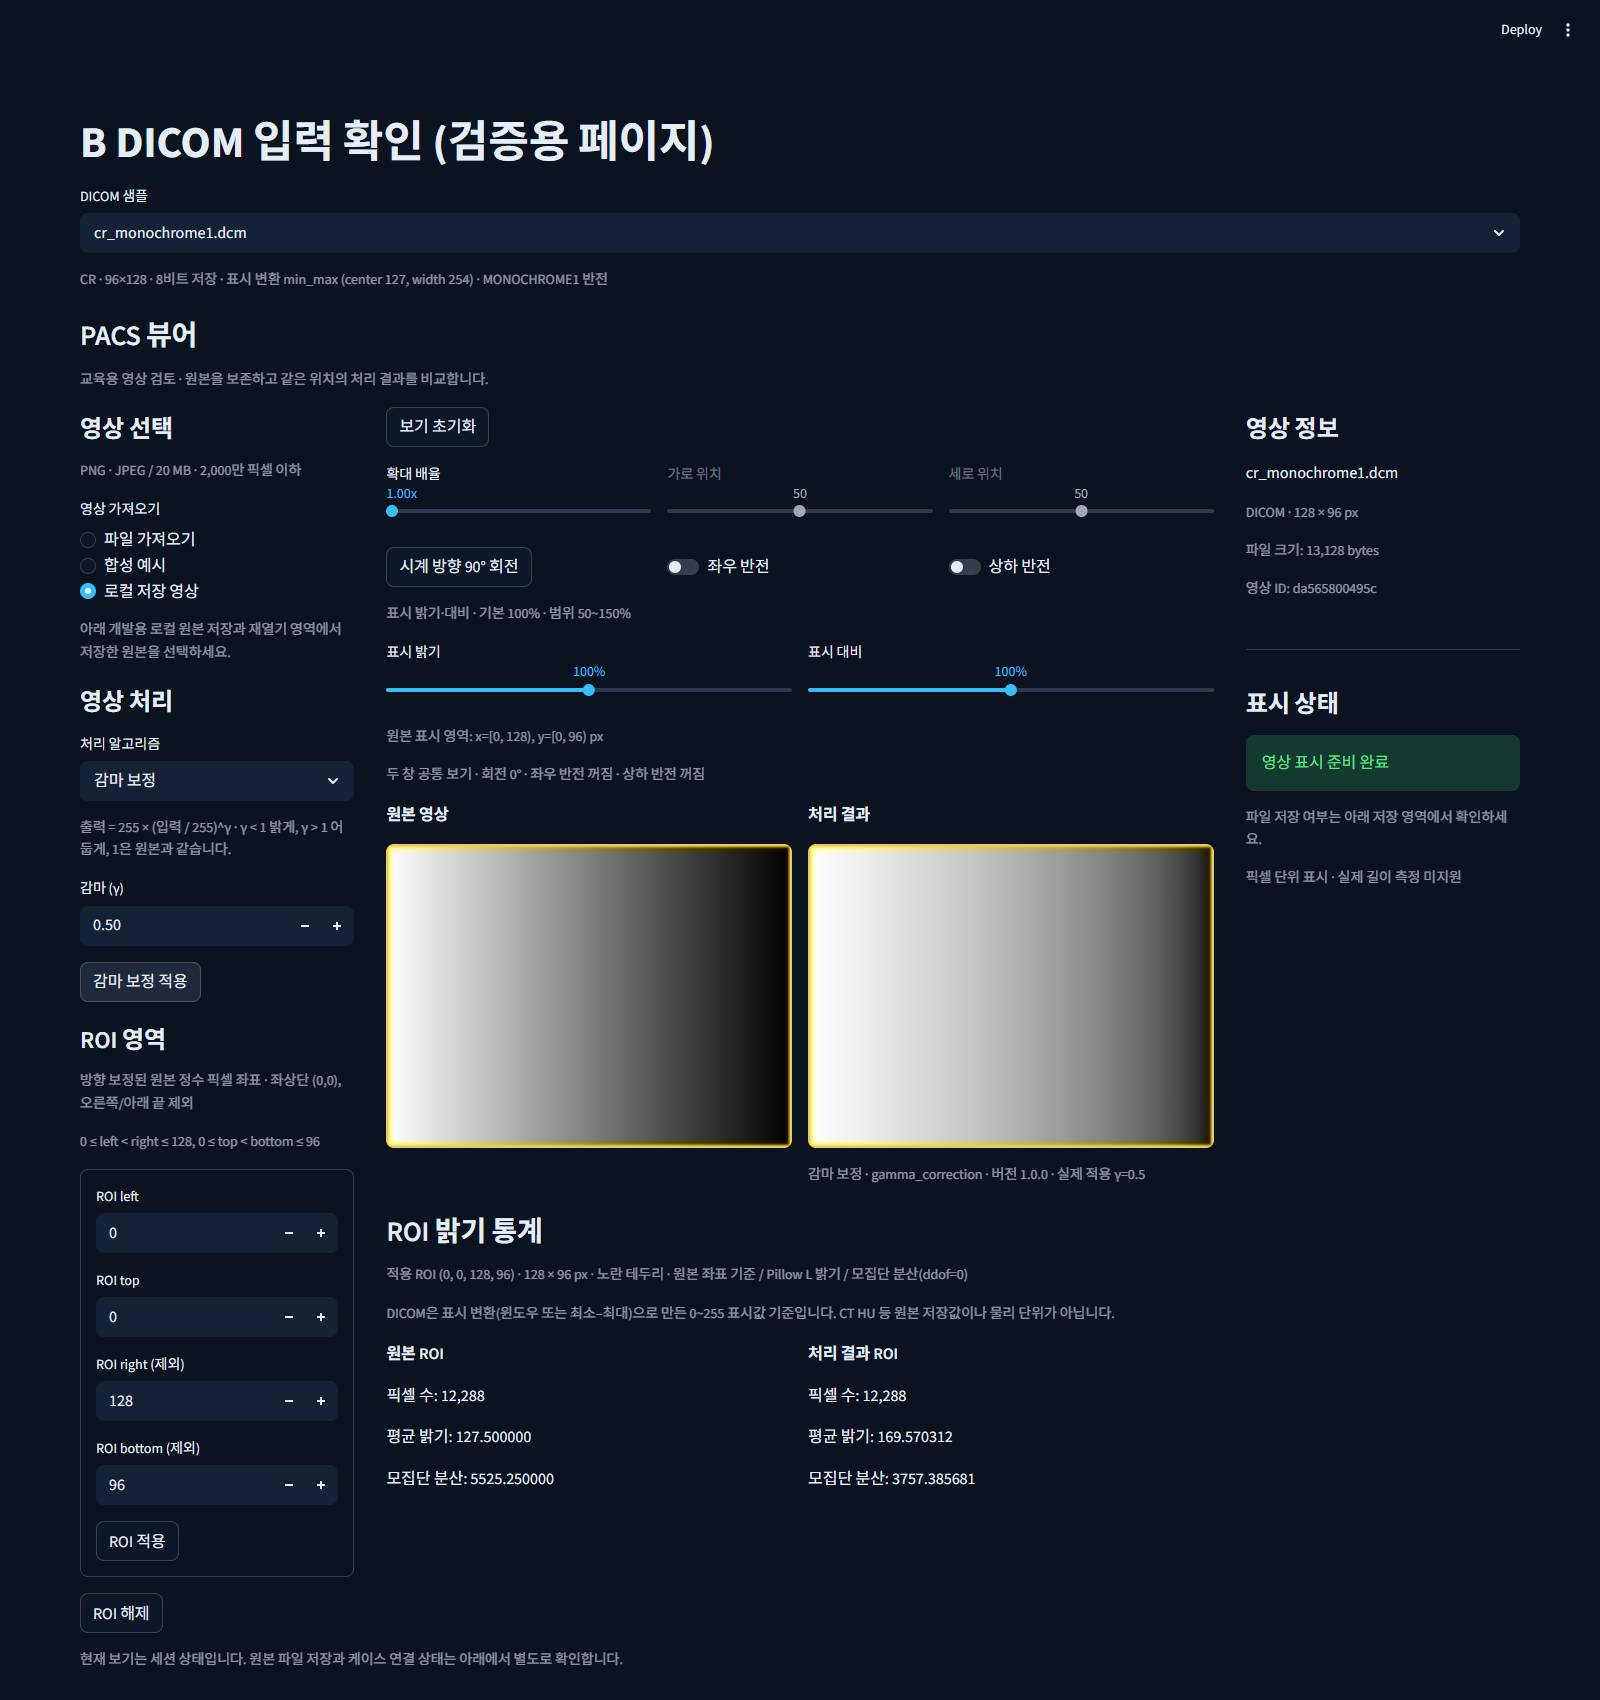 Deploy
B DICOM 입력 확인 (검증용 페이지)
DICOM 샘플
cr_monochrome1.dcm
CR · 96×128 · 8비트 저장 · 표시 변환 min_max (center 127, width 254) · MONOCHROME1 반전
PACS 뷰어
교육용 영상 검토 · 원본을 보존하고 같은 위치의 처리 결과를 비교합니다.
영상 선택
PNG · JPEG / 20 MB · 2,000만 픽셀 이하
영상 가져오기
파일 가져오기
합성 예시
로컬 저장 영상
아래 개발용 로컬 원본 저장과 재열기 영역에서
저장한 원본을 선택하세요.
영상 처리
처리 알고리즘
감마 보정
출력 = 255 × (입력 / 255)^γ · γ < 1 밝게, γ > 1 어
둡게, 1은 원본과 같습니다.
감마 (γ)
0.50
감마 보정 적용
ROI 영역
방향 보정된 원본 정수 픽셀 좌표 · 좌상단 (0,0),
오른쪽/아래 끝 제외
0 ≤ left < right ≤ 128, 0 ≤ top < bottom ≤ 96
ROI left
0
ROI top
0
ROI right (제외)
128
ROI bottom (제외)
96
ROI 적용
ROI 해제
현재 보기는 세션 상태입니다. 원본 파일 저장과 케이스 연결 상태는 아래에서 별도로 확인합니다.
보기 초기화
확대 배율
1.00x
가로 위치
50
세로 위치
50
시계 방향 90° 회전
좌우 반전
상하 반전
표시 밝기·대비 · 기본 100% · 범위 50~150%
표시 밝기
100%
표시 대비
100%
원본 표시 영역: x=[0, 128), y=[0, 96) px
두 창 공통 보기 · 회전 0° · 좌우 반전 꺼짐 · 상하 반전 꺼짐
원본 영상
처리 결과
감마 보정 · gamma_correction · 버전 1.0.0 · 실제 적용 γ=0.5
ROI 밝기 통계
적용 ROI (0, 0, 128, 96) · 128 × 96 px · 노란 테두리 · 원본 좌표 기준 / Pillow L 밝기 / 모집단 분산(ddof=0)
DICOM은 표시 변환(윈도우 또는 최소–최대)으로 만든 0~255 표시값 기준입니다. CT HU 등 원본 저장값이나 물리 단위가 아닙니다.
원본 ROI
픽셀 수: 12,288
평균 밝기: 127.500000
모집단 분산: 5525.250000
처리 결과 ROI
픽셀 수: 12,288
평균 밝기: 169.570312
모집단 분산: 3757.385681
영상 정보
cr_monochrome1.dcm
DICOM · 128 × 96 px
파일 크기: 13,128 bytes
영상 ID: da565800495c
표시 상태
영상 표시 준비 완료
파일 저장 여부는 아래 저장 영역에서 확인하세
요.
픽셀 단위 표시 · 실제 길이 측정 미지원